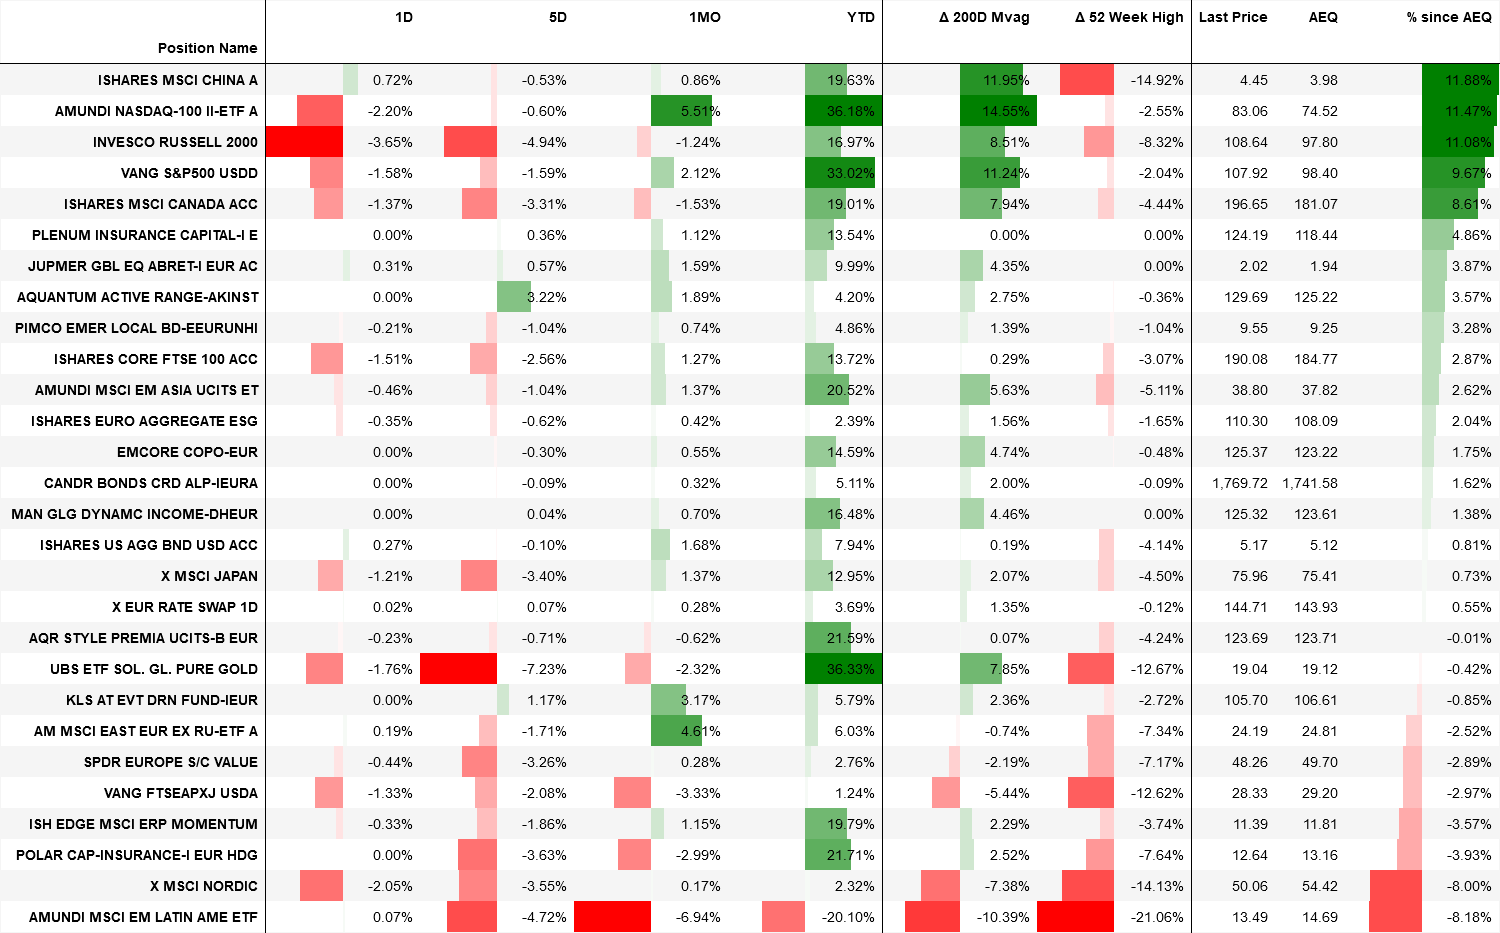 1D 5D 1MO YTD Δ 200D Mvag Δ 52 Week High Last Price AEQ % since AEQ
Position Name
ISHARES MSCI CHINA A 0.72% -0.53% 0.86% 19.63% 11.95% -14.92% 4.45 3.98 11.88%
AMUNDI NASDAQ-100 II-ETF A -2.20% -0.60% 5.51% 36.18% 14.55% -2.55% 83.06 74.52 11.47%
INVESCO RUSSELL 2000 -3.65% -4.94% -1.24% 16.97% 8.51% -8.32% 108.64 97.80 11.08%
VANG S&P500 USDD -1.58% -1.59% 2.12% 33.02% 11.24% -2.04% 107.92 98.40 9.67%
ISHARES MSCI CANADA ACC -1.37% -3.31% -1.53% 19.01% 7.94% -4.44% 196.65 181.07 8.61%
PLENUM INSURANCE CAPITAL-I E 0.00% 0.36% 1.12% 13.54% 0.00% 0.00% 124.19 118.44 4.86%
JUPMER GBL EQ ABRET-I EUR AC 0.31% 0.57% 1.59% 9.99% 4.35% 0.00% 2.02 1.94 3.87%
AQUANTUM ACTIVE RANGE-AKINST 0.00% 3.22% 1.89% 4.20% 2.75% -0.36% 129.69 125.22 3.57%
PIMCO EMER LOCAL BD-EEURUNHI -0.21% -1.04% 0.74% 4.86% 1.39% -1.04% 9.55 9.25 3.28%
ISHARES CORE FTSE 100 ACC -1.51% -2.56% 1.27% 13.72% 0.29% -3.07% 190.08 184.77 2.87%
AMUNDI MSCI EM ASIA UCITS ET -0.46% -1.04% 1.37% 20.52% 5.63% -5.11% 38.80 37.82 2.62%
ISHARES EURO AGGREGATE ESG -0.35% -0.62% 0.42% 2.39% 1.56% -1.65% 110.30 108.09 2.04%
EMCORE COPO-EUR 0.00% -0.30% 0.55% 14.59% 4.74% -0.48% 125.37 123.22 1.75%
CANDR BONDS CRD ALP-IEURA 0.00% -0.09% 0.32% 5.11% 2.00% -0.09% 1,769.72 1,741.58 1.62%
MAN GLG DYNAMC INCOME-DHEUR 0.00% 0.04% 0.70% 16.48% 4.46% 0.00% 125.32 123.61 1.38%
ISHARES US AGG BND USD ACC 0.27% -0.10% 1.68% 7.94% 0.19% -4.14% 5.17 5.12 0.81%
X MSCI JAPAN -1.21% -3.40% 1.37% 12.95% 2.07% -4.50% 75.96 75.41 0.73%
X EUR RATE SWAP 1D 0.02% 0.07% 0.28% 3.69% 1.35% -0.12% 144.71 143.93 0.55%
AQR STYLE PREMIA UCITS-B EUR -0.23% -0.71% -0.62% 21.59% 0.07% -4.24% 123.69 123.71 -0.01%
UBS ETF SOL. GL. PURE GOLD -1.76% -7.23% -2.32% 36.33% 7.85% -12.67% 19.04 19.12 -0.42%
KLS AT EVT DRN FUND-IEUR 0.00% 1.17% 3.17% 5.79% 2.36% -2.72% 105.70 106.61 -0.85%
AM MSCI EAST EUR EX RU-ETF A 0.19% -1.71% 4.61% 6.03% -0.74% -7.34% 24.19 24.81 -2.52%
SPDR EUROPE S/C VALUE -0.44% -3.26% 0.28% 2.76% -2.19% -7.17% 48.26 49.70 -2.89%
VANG FTSEAPXJ USDA -1.33% -2.08% -3.33% 1.24% -5.44% -12.62% 28.33 29.20 -2.97%
ISH EDGE MSCI ERP MOMENTUM -0.33% -1.86% 1.15% 19.79% 2.29% -3.74% 11.39 11.81 -3.57%
POLAR CAP-INSURANCE-I EUR HDG 0.00% -3.63% -2.99% 21.71% 2.52% -7.64% 12.64 13.16 -3.93%
X MSCI NORDIC -2.05% -3.55% 0.17% 2.32% -7.38% -14.13% 50.06 54.42 -8.00%
AMUNDI MSCI EM LATIN AME ETF 0.07% -4.72% -6.94% -20.10% -10.39% -21.06% 13.49 14.69 -8.18%